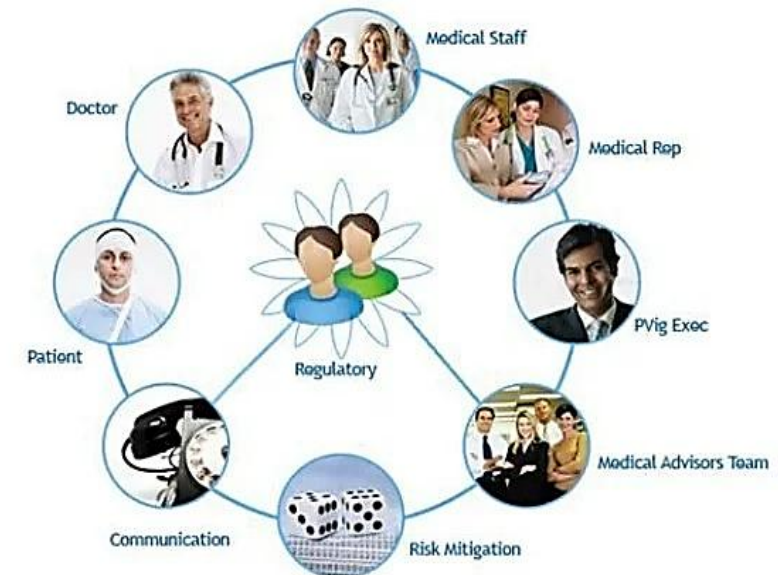 Medical Staff
Doctor
Medical Rep
PVig Exec
Patient
Regulatory
Medical Advisors Team
Communication
Risk Mitigation